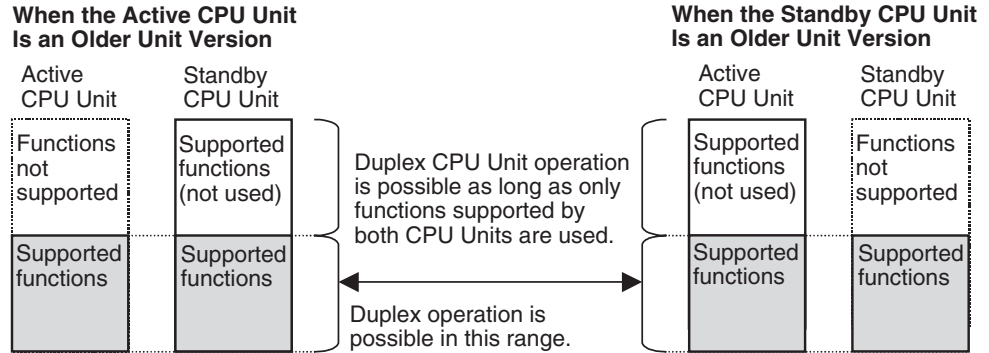 When the Active CPU Unit
Is an Older Unit Version
Active
CPU Unit
Standby
CPU Unit
Functions
not
supported
Supported
functions
(not used)
Supported
functions
Supported
functions
Duplex CPU Unit operation
is possible as long as only
functions supported by
both CPU Units are used.
Duplex operation is
possible in this range.
When the Standby CPU Unit
Is an Older Unit Version
Active
CPU Unit
Standby
CPU Unit
Supported
functions
(not used)
Functions
not
supported
Supported
functions
Supported
functions